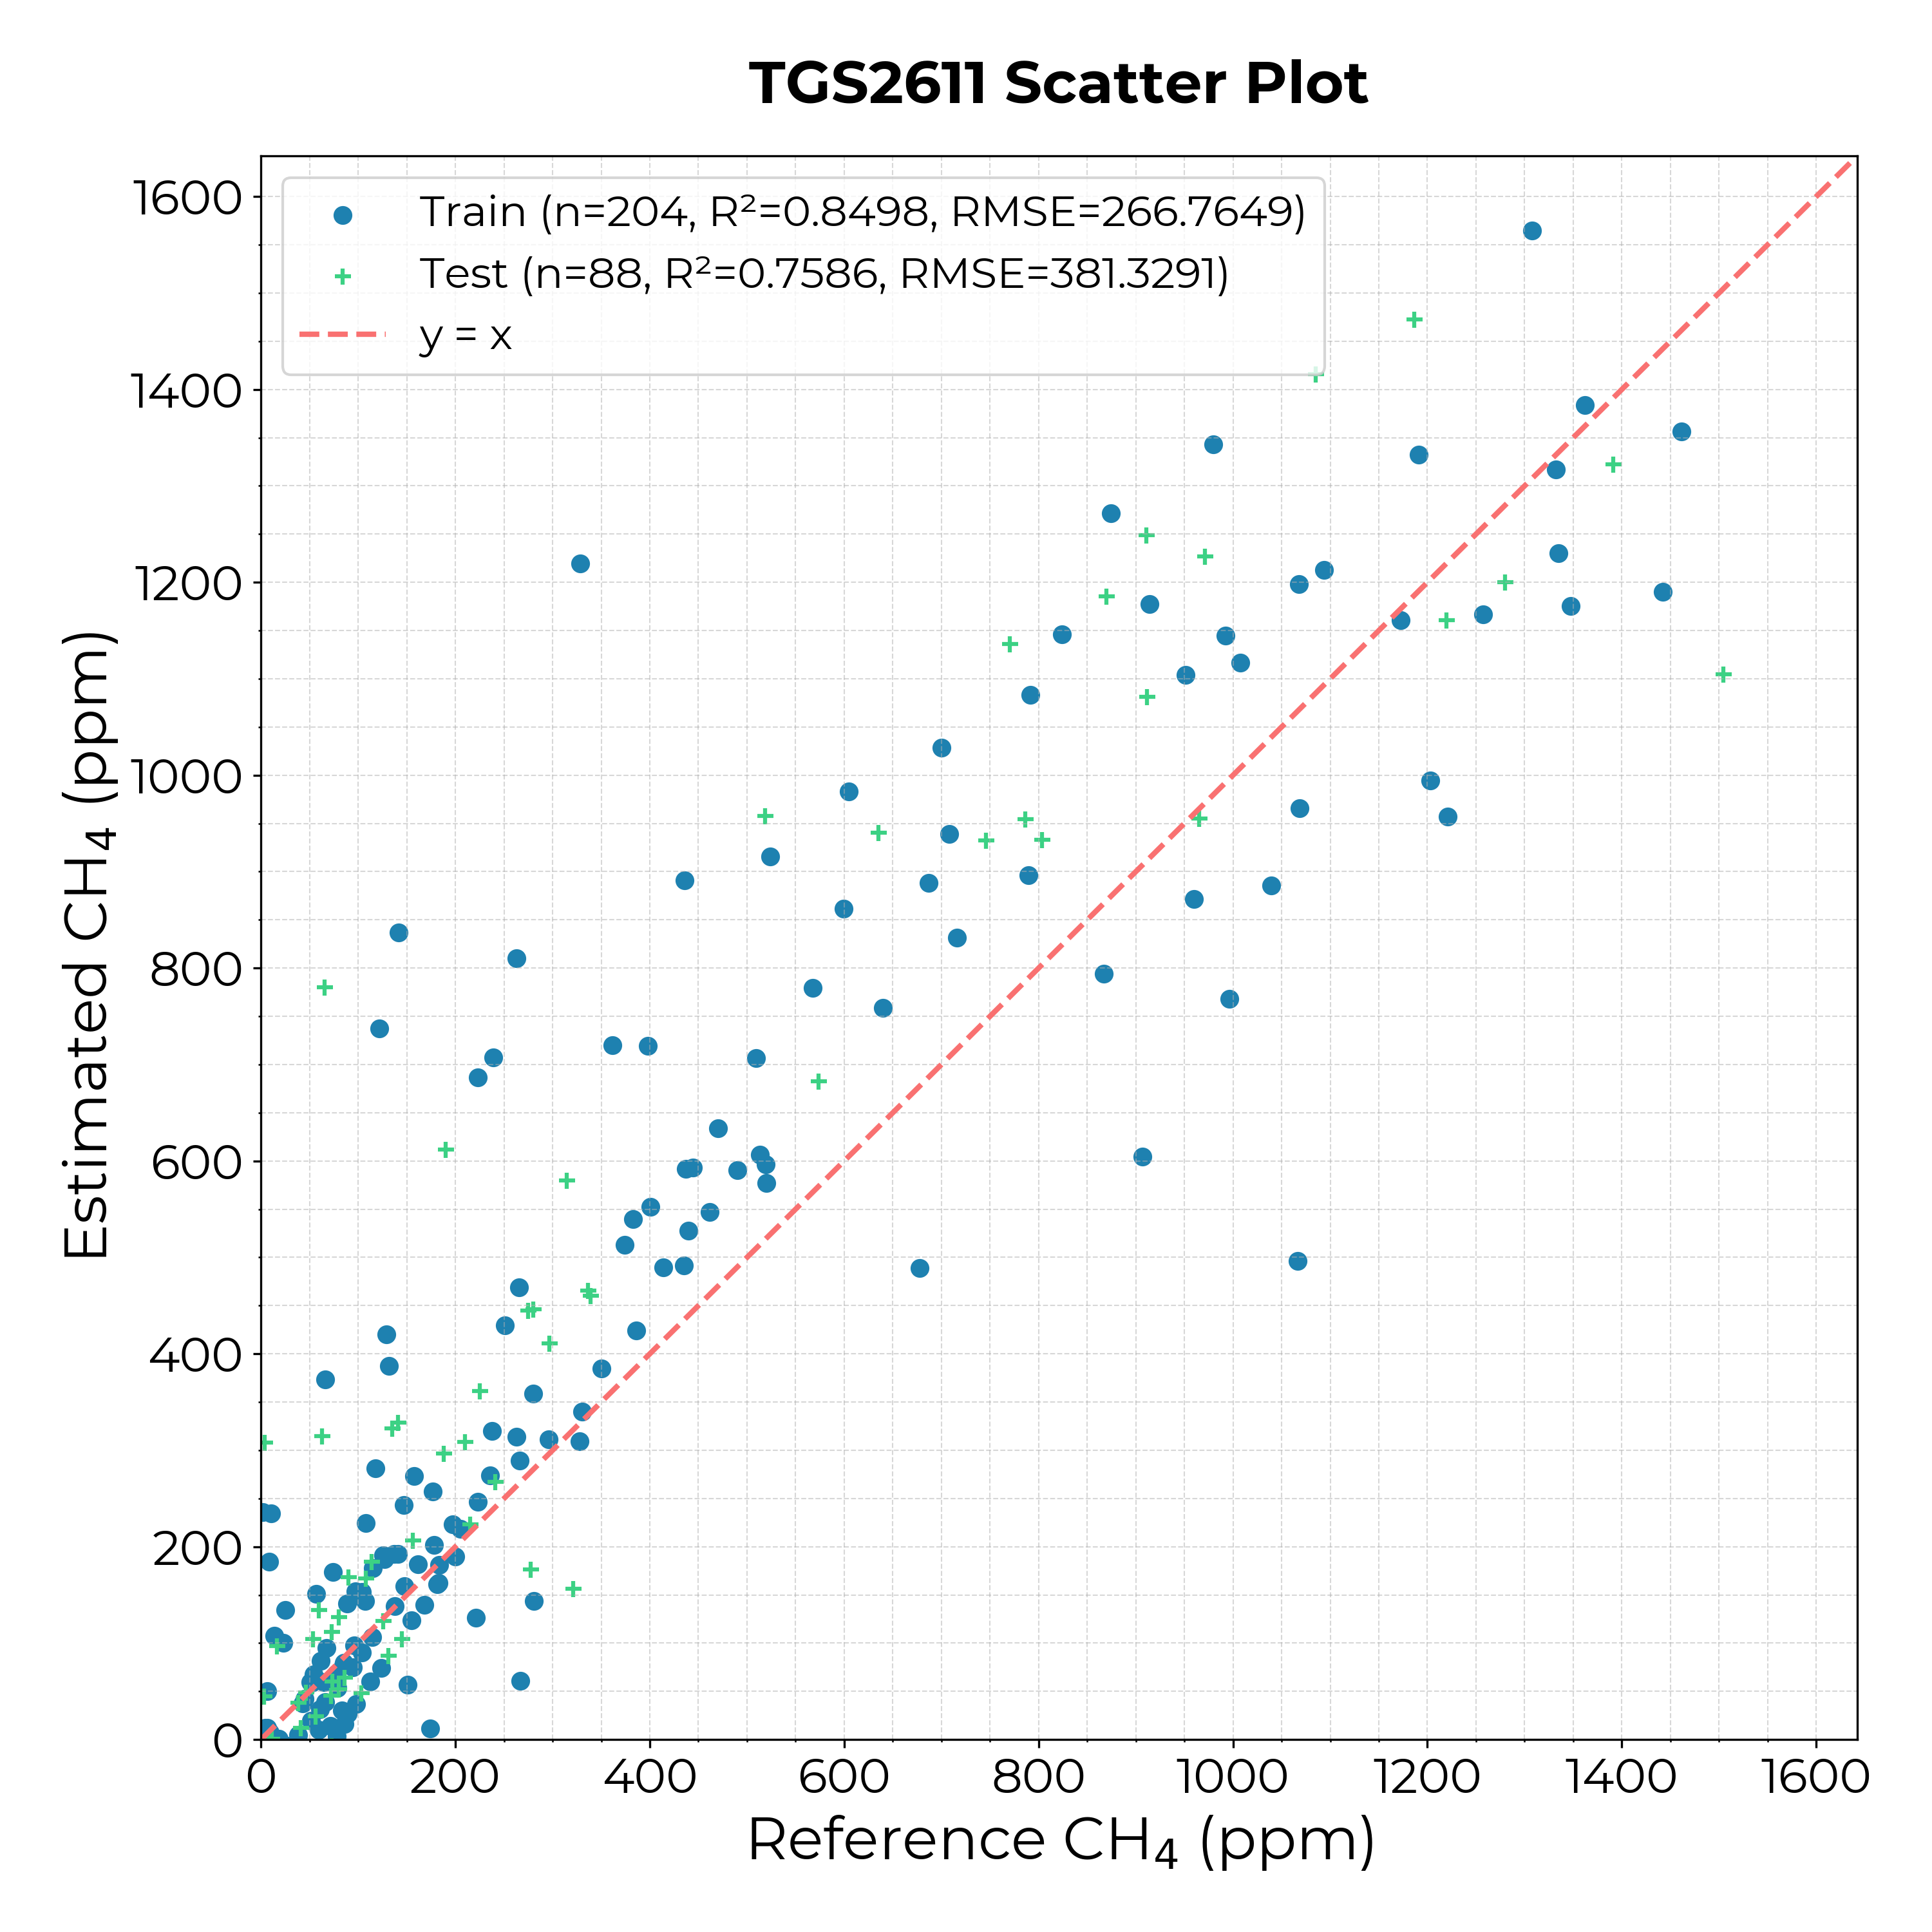 TGS2611 Scatter Plot
Train (n=204, R²=0.8498, RMSE=266.7649)
Test (n=88, R²=0.7586, RMSE=381.3291)
y = x
Estimated CH₄ (ppm)
1600
1400
1200
1000
800
600
400
200
0
0 200 400 600 800 1000 1200 1400 1600
Reference CH₄ (ppm)